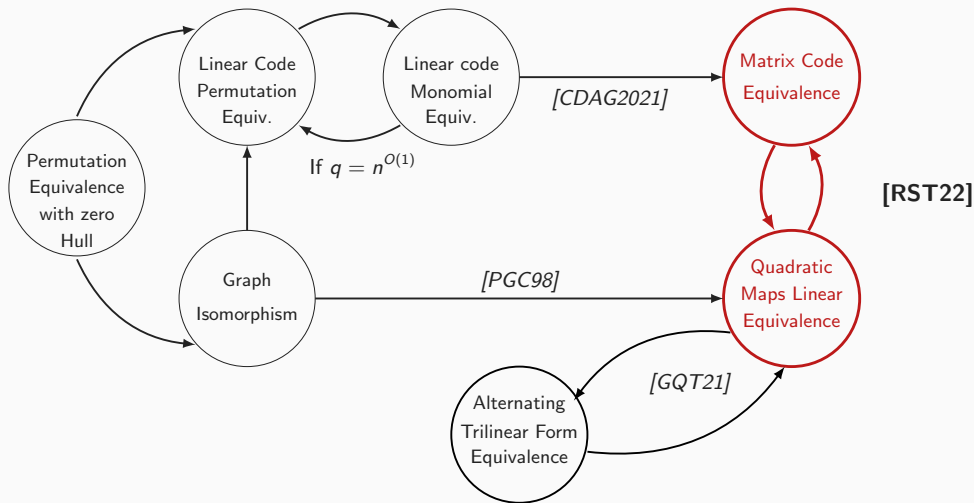 Linear Code
Permutation
Equiv.
Linear code
Monomial
Equiv.
[CDAG2021]
Matrix Code
Equivalence
If q = n^{O(1)}
Permutation
Equivalence
with zero
Hull
[RST22]
Graph
Isomorphism
[PGC98]
Quadratic
Maps Linear
Equivalence
[GQT21]
Alternating
Trilinear Form
Equivalence